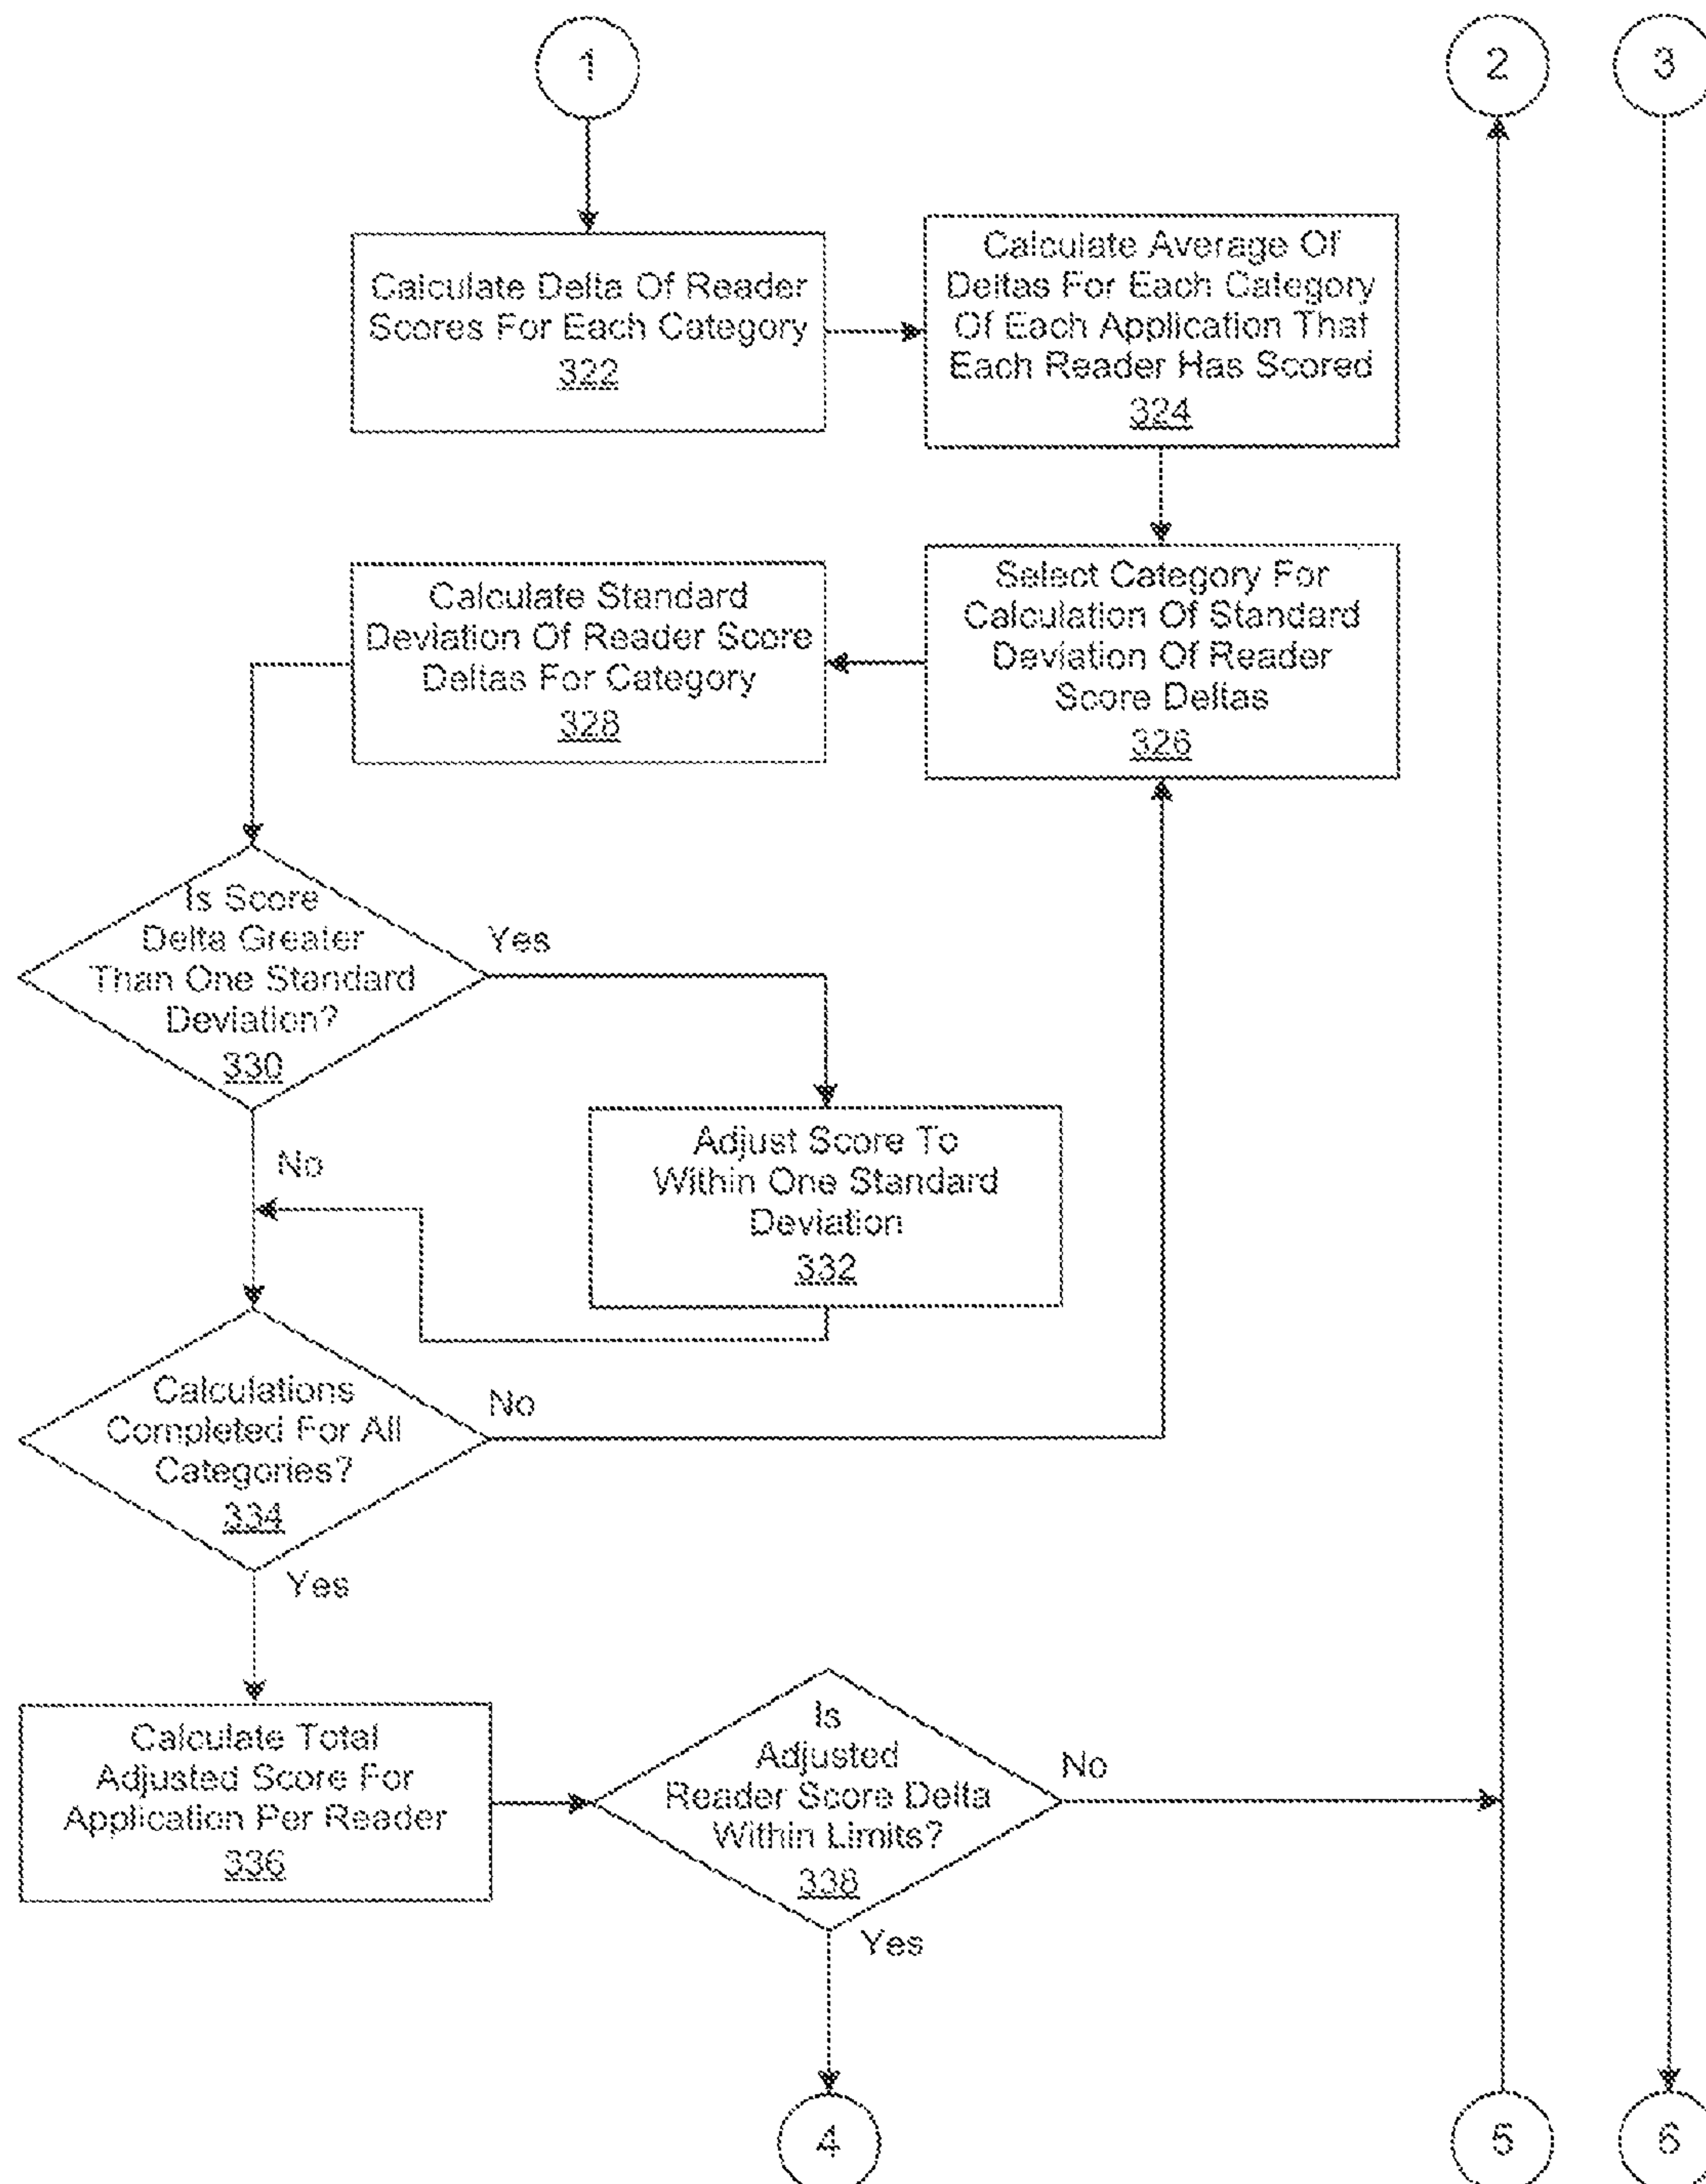 1
2
3
Calculate Delta Of Reader
Scores For Each Category
322
Calculate Average Of
Deltas For Each Category
Of Each Application That
Each Reader Has Scored
324
Select Category For
Calculation Of Standard
Deviation Of Reader
Score Deltas
326
Calculate Standard
Deviation Of Reader Score
Deltas For Category
328
Is Score
Delta Greater
Than One Standard
Deviation?
330
Yes
No
Adjust Score To
Within One Standard
Deviation
332
Calculations
Completed For All
Categories?
334
No
Yes
Calculate Total
Adjusted Score For
Application Per Reader
336
Is
Adjusted
Reader Score Delta
Within Limits?
338
No
Yes
4
5
6